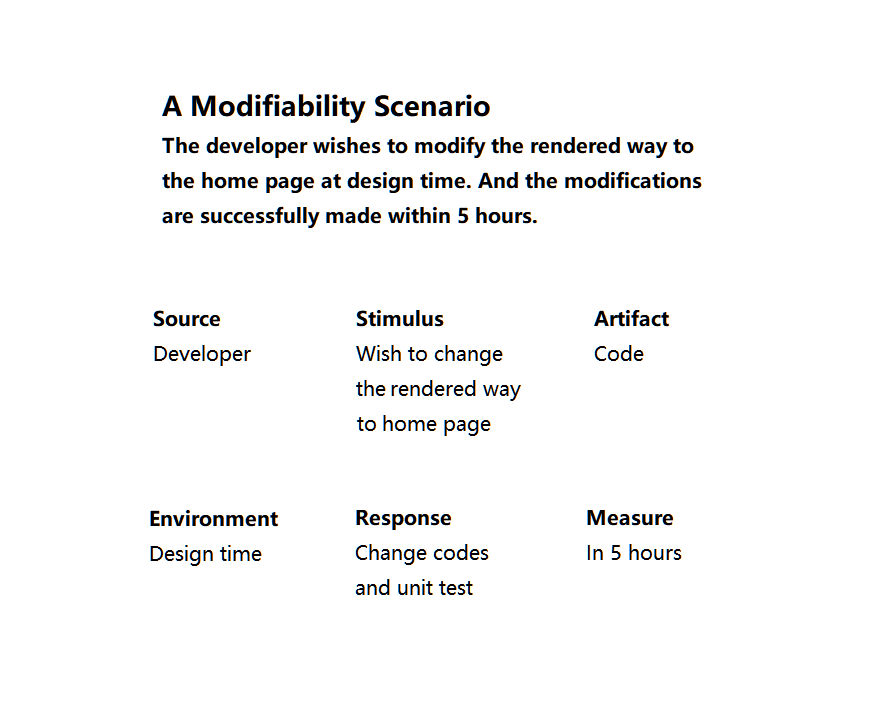 A Modifiability Scenario
The developer wishes to modify the rendered way to
the home page at design time. And the modifications
are successfully made within 5 hours.
Source
Developer
Stimulus
Wish to change
the rendered way
to home page
Artifact
Code
Environment
Design time
Response
Change codes
and unit test
Measure
In 5 hours